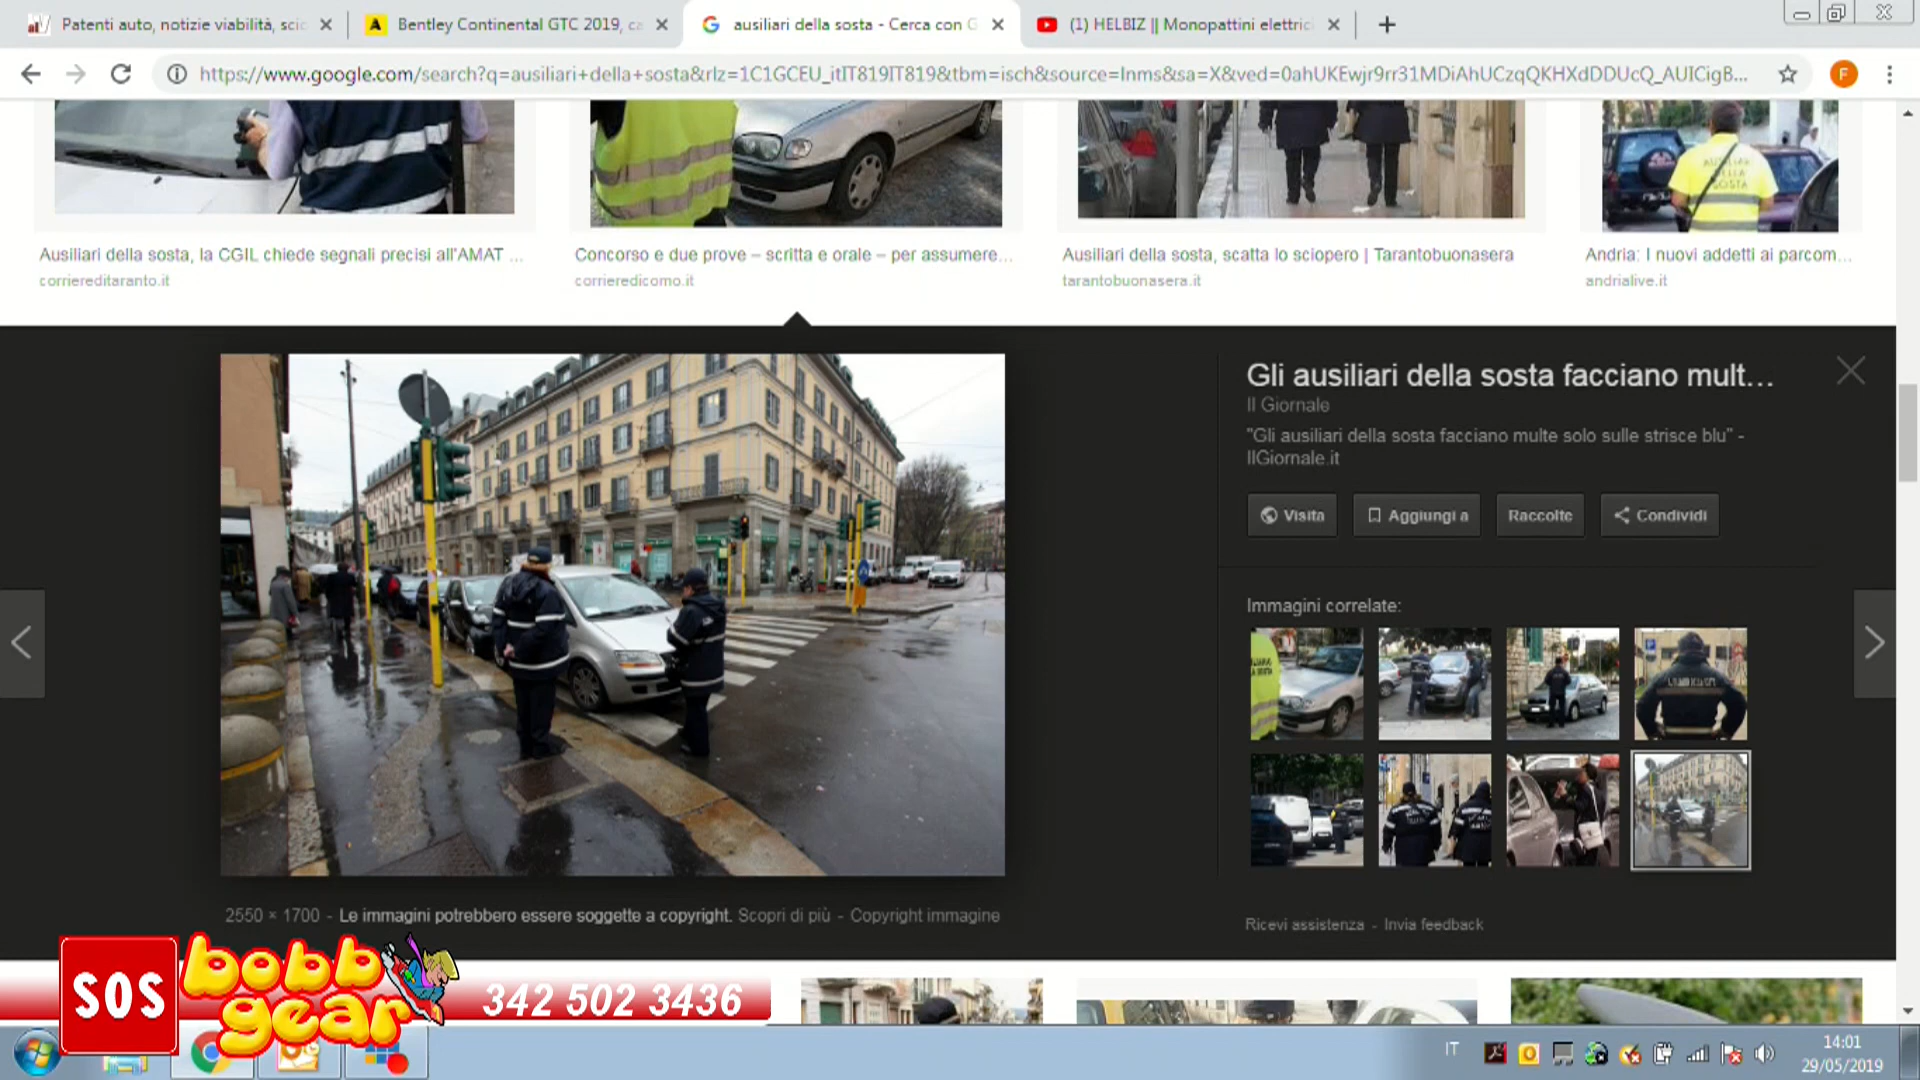 Patenti auto, notizie viabilità, scio
Bentley Continental GTC 2019, ca
ausiliari della sosta - Cerca con G
(1) HELBIZ || Monopattini elettric
https://www.google.com/search?q=ausiliari+della+sosta&rlz=1C1GCEU_itIT819IT819&tbm=isch&source=lnms&sa=X&ved=0ahUKEwjr9rr31MDiAhUCzqQKHXdDDUcQ_AUICigB...
F
AUSILIARI
DELLA
SOSTA
Ausiliari della sosta, la CGIL chiede segnali precisi all'AMAT ...
corriereditaranto.it
Concorso e due prove – scritta e orale – per assumere...
corrieredicomo.it
Ausiliari della sosta, scatta lo sciopero | Tarantobuonasera
tarantobuonasera.it
Andria: I nuovi addetti ai parcom...
andrialive.it
Gli ausiliari della sosta facciano mult...
Il Giornale
"Gli ausiliari della sosta facciano multe solo sulle strisce blu" -
IlGiornale.it
Visita
Aggiungi a
Raccolte
Condividi
Immagini correlate:
2550 × 1700 - Le immagini potrebbero essere soggette a copyright. Scopri di più - Copyright immagine
Ricevi assistenza - Invia feedback
SOS
bobb
gear
342 502 3436
IT
14:01
29/05/2019